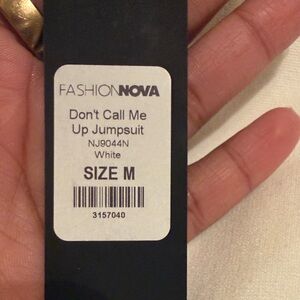 FASHIONNOVA
Don't Call Me
Up Jumpsuit
NJ9044N
White
SIZE M
3157040